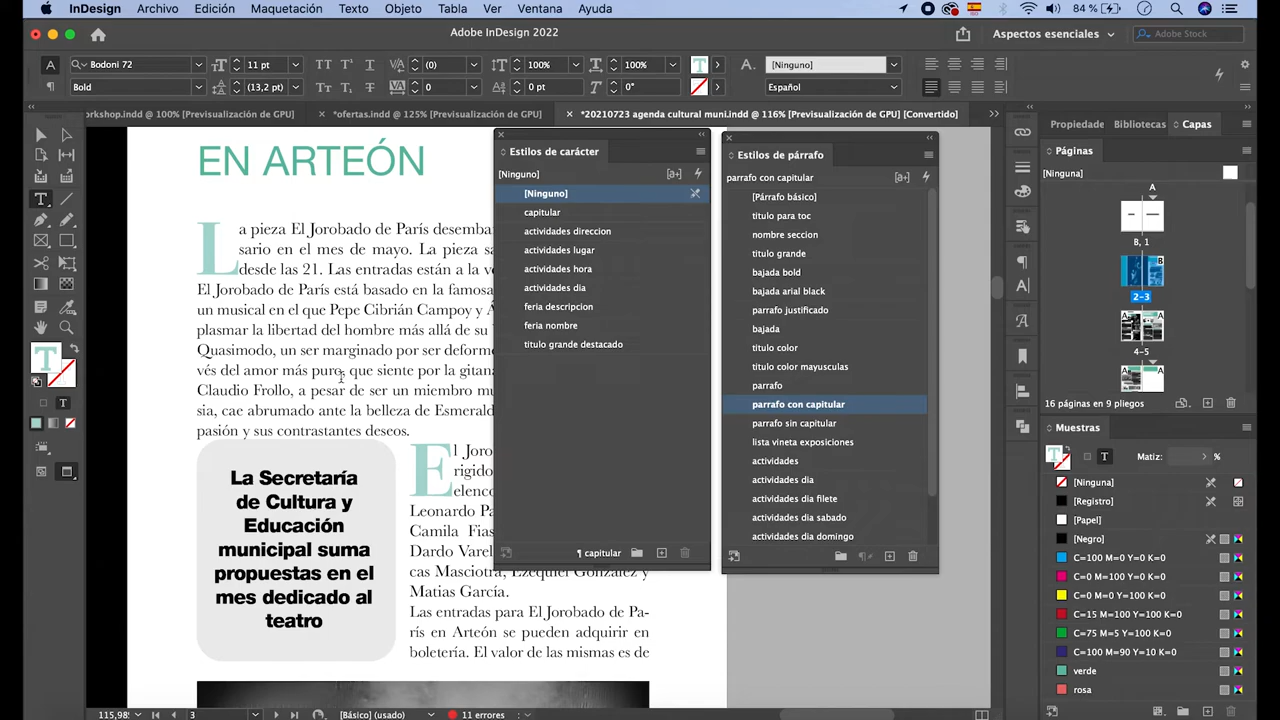 InDesign Archivo Edición Maquetación Texto Objeto Tabla Ver Ventana Ayuda
84 %
Adobe InDesign 2022
Aspectos esenciales
Adobe Stock
A Bodoni 72 11 pt (0) 100% 100% A. [Ninguno]
Bold (13,2 pt) 0 0 pt 0° Español
orkshop.indd @ 100% [Previsualización de GPU]
*ofertas.indd @ 125% [Previsualización de GPU]
*20210723 agenda cultural muni.indd @ 116% [Previsualización de GPU] [Convertido]
EN ARTEÓN
La pieza El Jorobado de París desembar
sario en el mes de mayo. La pieza sa
desde las 21. Las entradas están a la ve
El Jorobado de París está basado en la famosa
un musical en el que Pepe Cibrián Campoy y Á
plasmar la libertad del hombre más allá de su
Quasimodo, un ser marginado por ser deforme
vés del amor más puro, que siente por la gitana
Claudio Frollo, a pesar de ser un miembro mu
sia, cae abrumado ante la belleza de Esmerald
pasión y sus contrastantes deseos.
La Secretaría
de Cultura y
Educación
municipal suma
propuestas en el
mes dedicado al
teatro
El Joro
rigido
elenco
Leonardo Pa
Camila Fias
Dardo Varel
cas Masciotra, Ezequiel González y
Matias García.
Las entradas para El Jorobado de Pa-
rís en Arteón se pueden adquirir en
boletería. El valor de las mismas es de
Estilos de carácter
[Ninguno]
[Ninguno]
capitular
actividades direccion
actividades lugar
actividades hora
actividades dia
feria descripcion
feria nombre
titulo grande destacado
¶ capitular
Estilos de párrafo
parrafo con capitular
[Párrafo básico]
titulo para toc
nombre seccion
titulo grande
bajada bold
bajada arial black
parrafo justificado
bajada
titulo color
titulo color mayusculas
parrafo
parrafo con capitular
parrafo sin capitular
lista vineta exposiciones
actividades
actividades dia
actividades dia filete
actividades dia sabado
actividades dia domingo
Propiedade Bibliotecas Capas
Páginas
[Ninguna]
A
B, 1
B
2-3
A A
4-5
A
16 páginas en 9 pliegos
Muestras
T Matiz: %
[Ninguna]
[Registro]
[Papel]
[Negro]
C=100 M=0 Y=0 K=0
C=0 M=100 Y=0 K=0
C=0 M=0 Y=100 K=0
C=15 M=100 Y=100 K=0
C=75 M=5 Y=100 K=0
C=100 M=90 Y=10 K=0
verde
rosa
115,98 3 [Básico] (usado) 11 errores